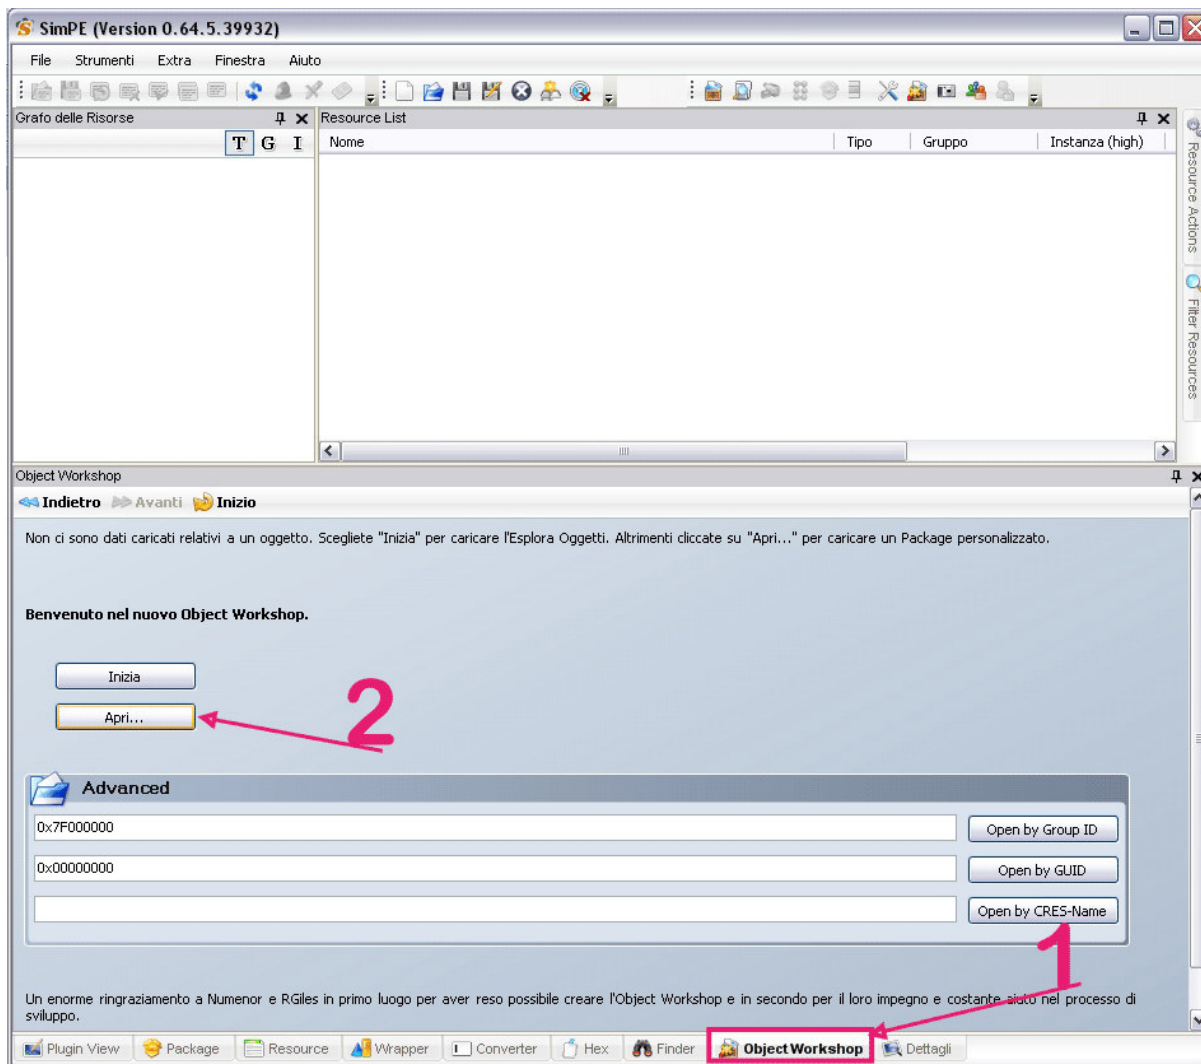 SimPE (Version 0.64.5.39932)
File Strumenti Extra Finestra Aiuto
Grafo delle Risorse
Resource List
T G I
Nome Tipo Gruppo Instanza (high)
Resource Actions
Filter Resources
Object Workshop
Indietro Avanti Inizio
Non ci sono dati caricati relativi a un oggetto. Scegliete "Inizia" per caricare l'Esplora Oggetti. Altrimenti cliccate su "Apri..." per caricare un Package personalizzato.
Benvenuto nel nuovo Object Workshop.
Inizia
Apri...
2
Advanced
0x7F000000 Open by Group ID
0x00000000 Open by GUID
Open by CRES-Name
1
Un enorme ringraziamento a Numenor e RGiles in primo luogo per aver reso possibile creare l'Object Workshop e in secondo per il loro impegno e costante aiuto nel processo di
sviluppo.
Plugin View Package Resource Wrapper Converter Hex Finder Object Workshop Dettagli